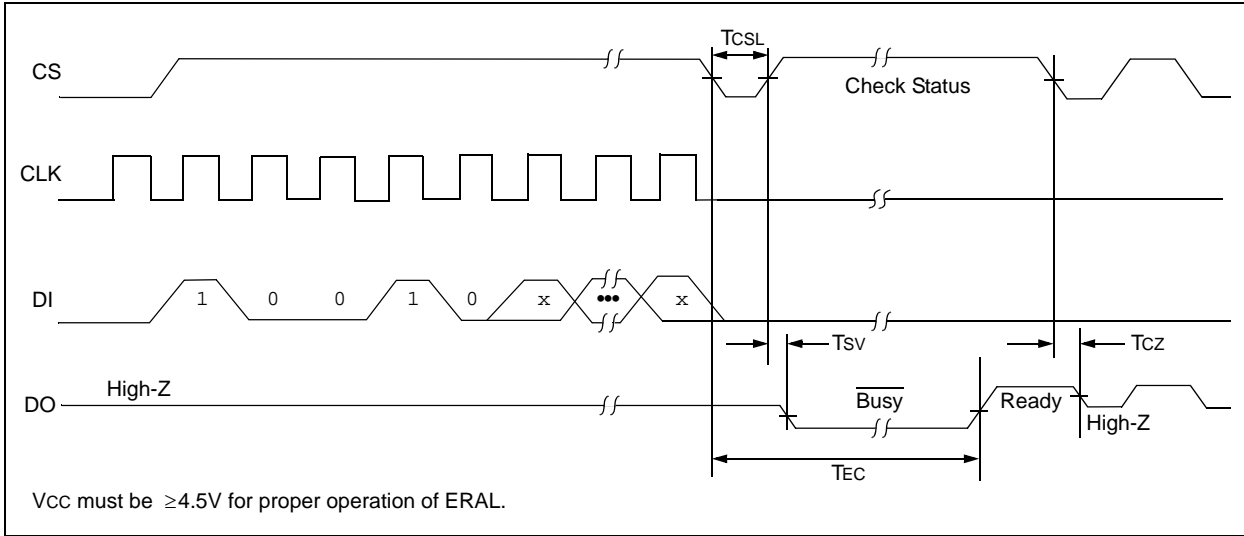 TCSL
CS
Check Status
CLK
DI
1 0 0 1 0 x ••• x
TSV
TCZ
High-Z
DO
Busy
Ready
High-Z
TEC
VCC must be ≥4.5V for proper operation of ERAL.